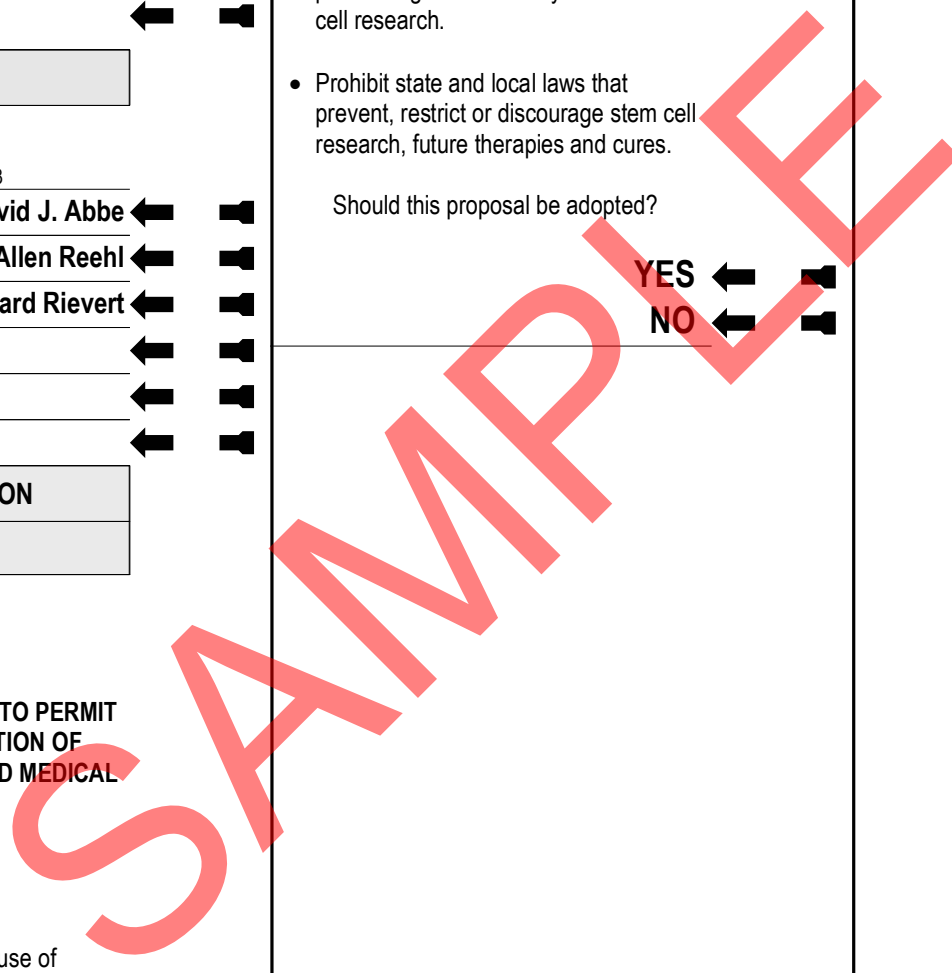 3
vid J. Abbe
Allen Reehl
ard Rievert
ON
TO PERMIT
TION OF
D MEDICAL
use of
cell research.
• Prohibit state and local laws that
prevent, restrict or discourage stem cell
research, future therapies and cures.
Should this proposal be adopted?
YES
NO
SAMPLE